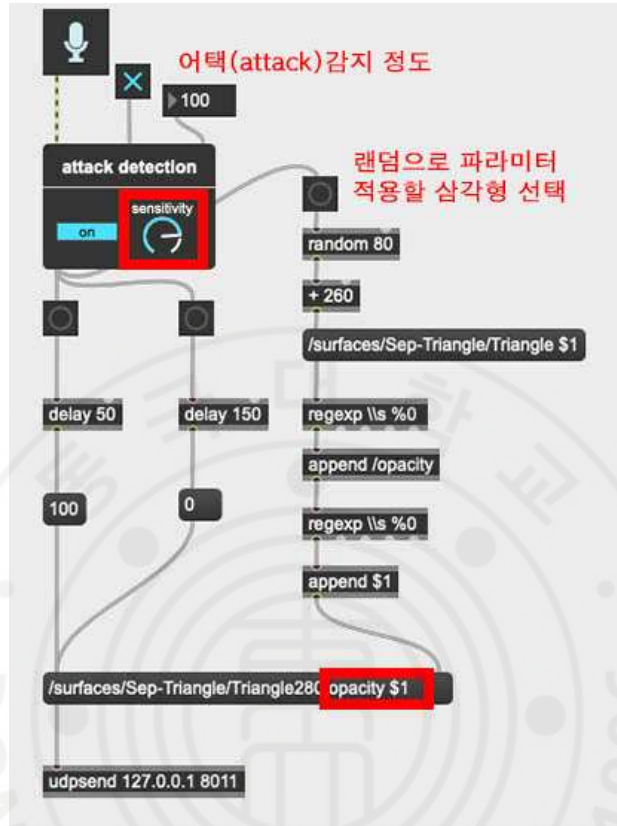 어택(attack)감지 정도
100
attack detection
on
sensitivity
랜덤으로 파라미터
적용할 삼각형 선택
random 80
+ 260
/surfaces/Sep-Triangle/Triangle $1
delay 50
delay 150
regexp \\s %0
append /opacity
100
0
regexp \\s %0
append $1
/surfaces/Sep-Triangle/Triangle280 opacity $1
udpsend 127.0.0.1 8011